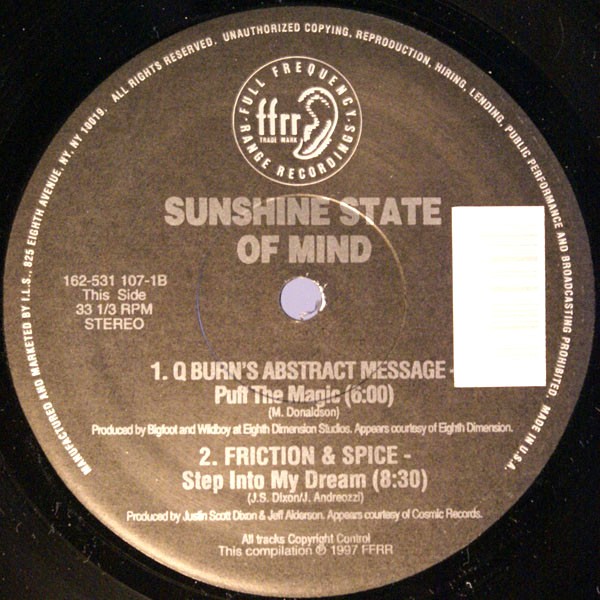 MANUFACTURED AND MARKETED BY I.L.S., 825 EIGHTH AVENUE, NY, NY 10019. ALL RIGHTS RESERVED. UNAUTHORIZED COPYING, REPRODUCTION, HIRING, LENDING, PUBLIC PERFORMANCE AND BROADCASTING PROHIBITED. MADE IN U.S.A.
FULL FREQUENCY
ffrr
TRADE MARK
RANGE RECORDINGS
SUNSHINE STATE
OF MIND
162-531 107-1B
This Side
33 1/3 RPM
STEREO
1. Q BURN'S ABSTRACT MESSAGE -
Puff The Magic (6:00)
(M. Donaldson)
Produced by Bigfoot and Wildboy at Eighth Dimension Studios. Appears courtesy of Eighth Dimension.
2. FRICTION & SPICE -
Step Into My Dream (8:30)
(J.S. Dixon/J. Andreozzi)
Produced by Justin Scott Dixon & Jeff Alderson. Appears courtesy of Cosmic Records.
All tracks Copyright Control
This compilation ℗ 1997 FFRR